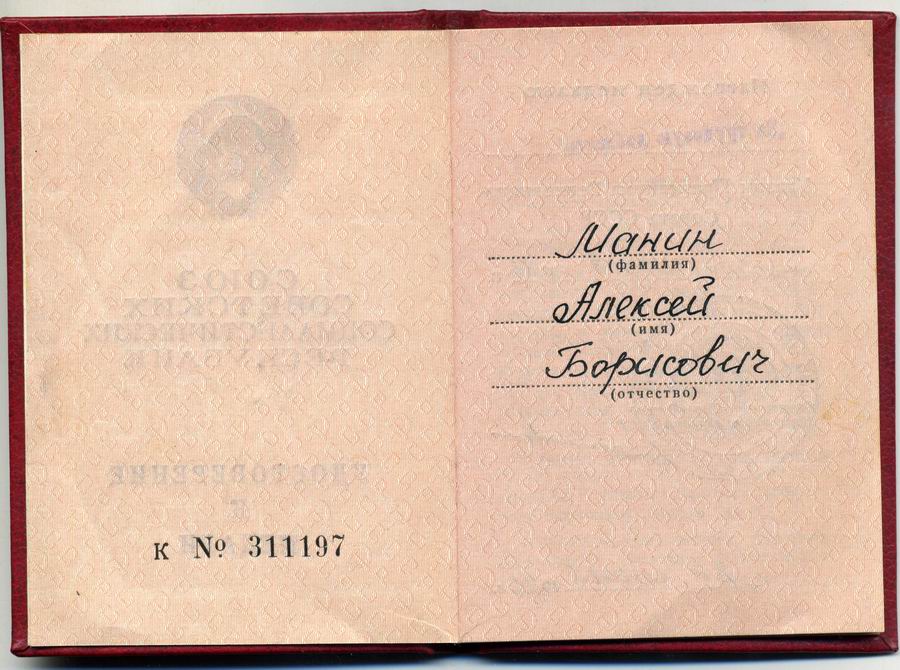 к № 311197
Манин
(фамилия)
Алексей
(имя)
Борисович
(отчество)